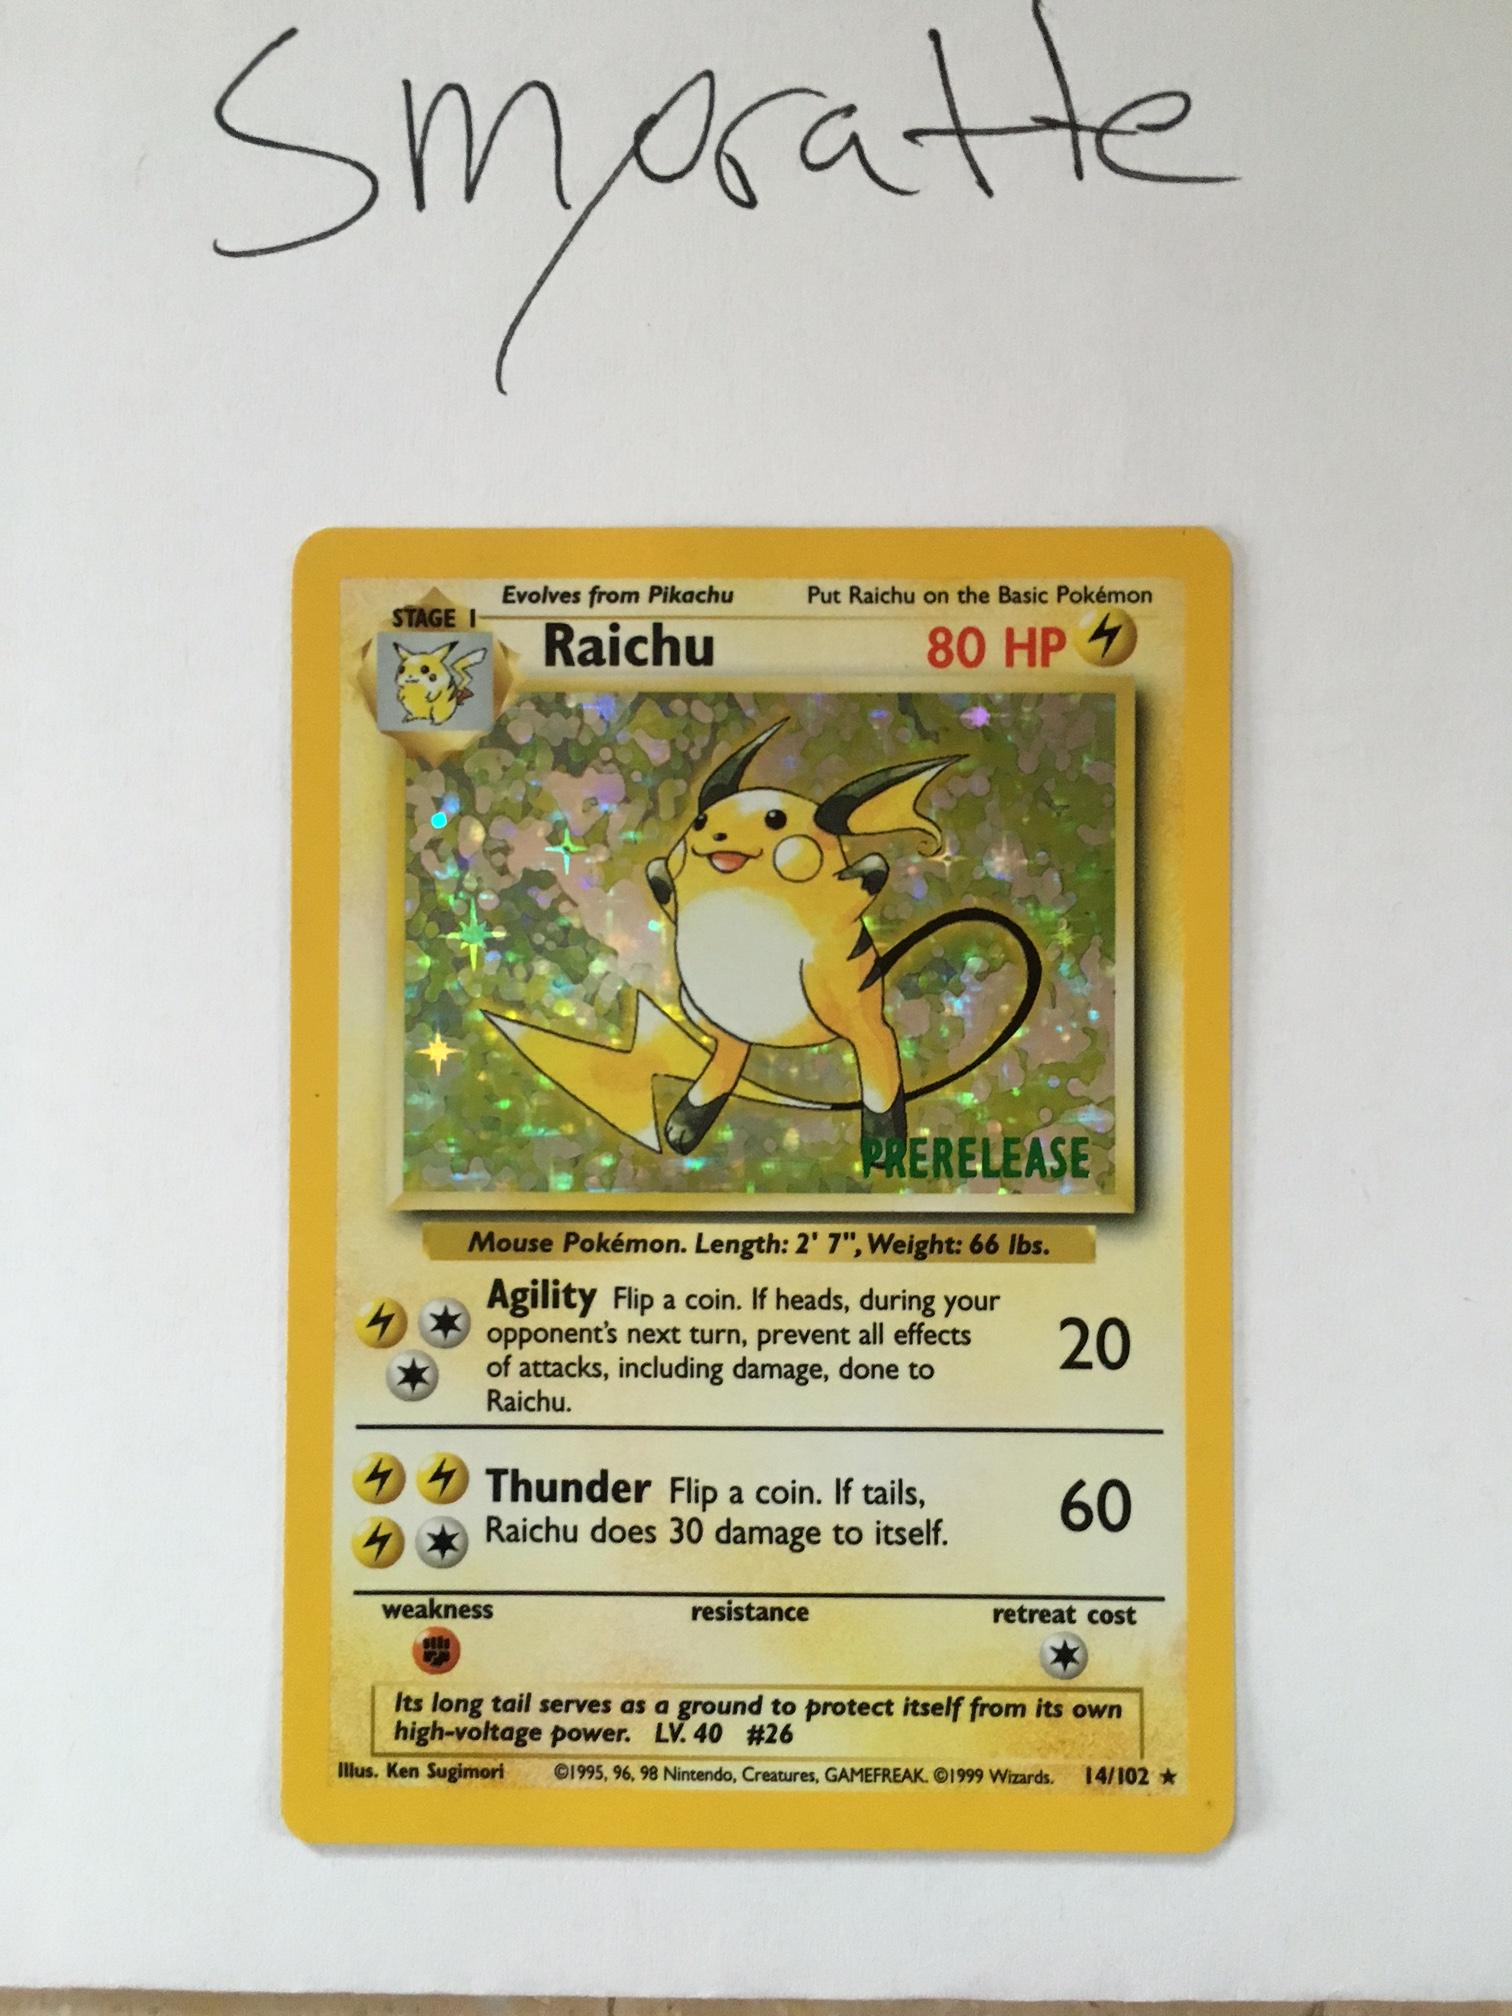 smpratte
Evolves from Pikachu Put Raichu on the Basic Pokémon
STAGE 1
Raichu 80 HP
PRERELEASE
Mouse Pokémon. Length: 2' 7", Weight: 66 lbs.
Agility Flip a coin. If heads, during your
opponent's next turn, prevent all effects
of attacks, including damage, done to
Raichu.
20
Thunder Flip a coin. If tails,
Raichu does 30 damage to itself.
60
weakness resistance retreat cost
Its long tail serves as a ground to protect itself from its own
high-voltage power. LV. 40 #26
Illus. Ken Sugimori ©1995, 96, 98 Nintendo, Creatures, GAMEFREAK. ©1999 Wizards. 14/102 ★